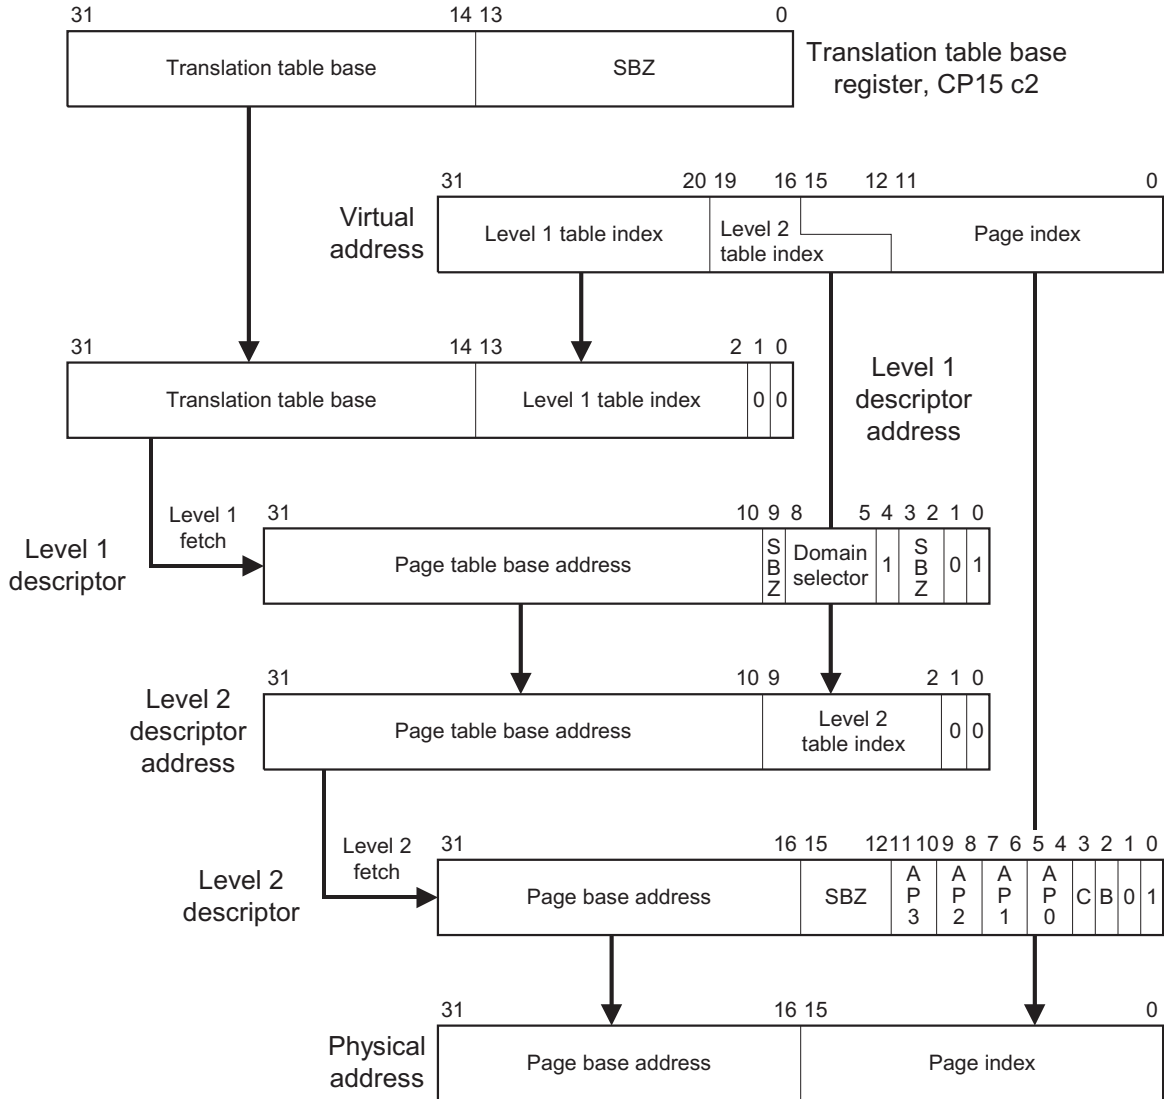 31 14 13 0
Translation table base SBZ
Translation table base
register, CP15 c2
31 20 19 16 15 12 11 0
Virtual
address
Level 1 table index
Level 2
table index
Page index
31 14 13 2 1 0
Translation table base Level 1 table index 0 0
Level 1
descriptor
address
Level 1
fetch
31 10 9 8 5 4 3 2 1 0
Level 1
descriptor
Page table base address SBZ Domain
selector
1 SBZ 0 1
31 10 9 2 1 0
Level 2
descriptor
address
Page table base address Level 2
table index
0 0
Level 2
fetch
31 16 15 12 11 10 9 8 7 6 5 4 3 2 1 0
Level 2
descriptor
Page base address SBZ AP3 AP2 AP1 AP0 C B 0 1
31 16 15 0
Physical
address
Page base address Page index